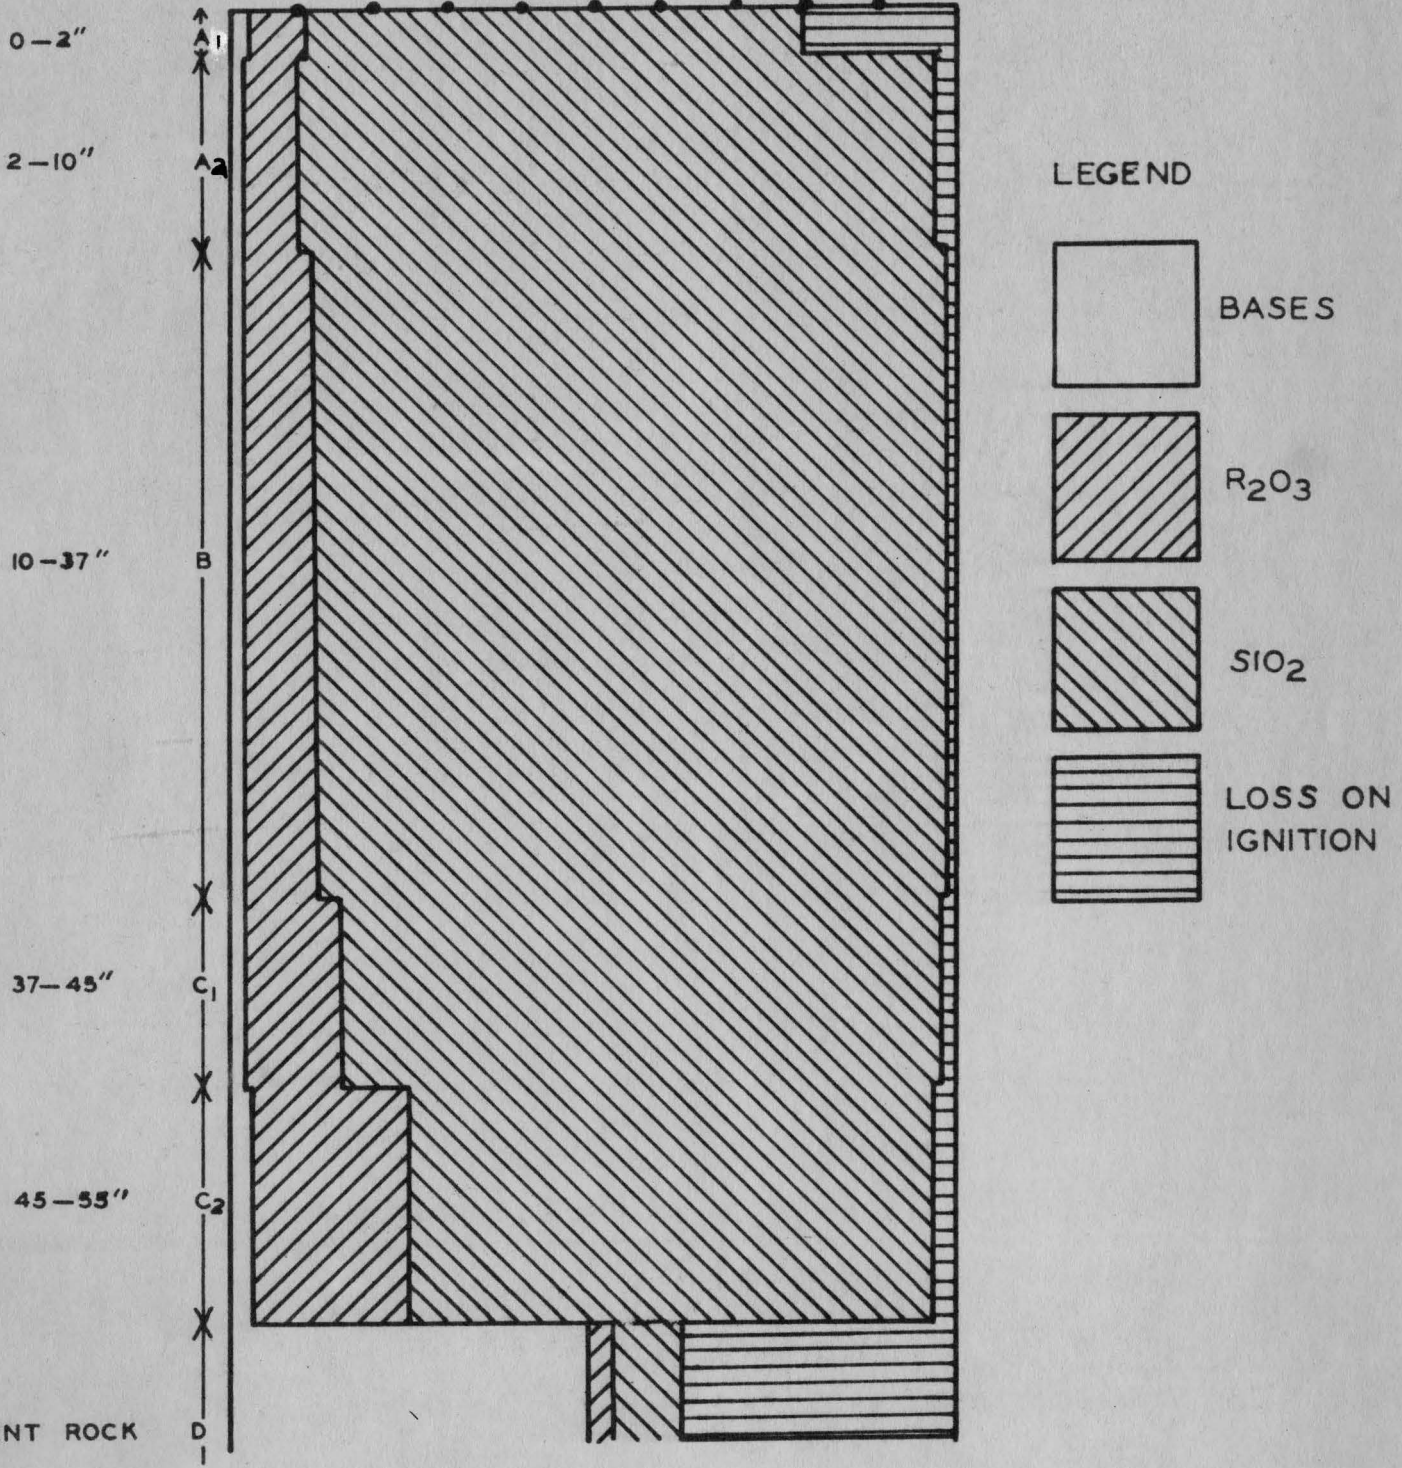 0—2" A1
2—10" A2
LEGEND
BASES
R2O3
10—37" B
SIO2
LOSS ON
IGNITION
37—45" C1
45—55" C2
NT ROCK D